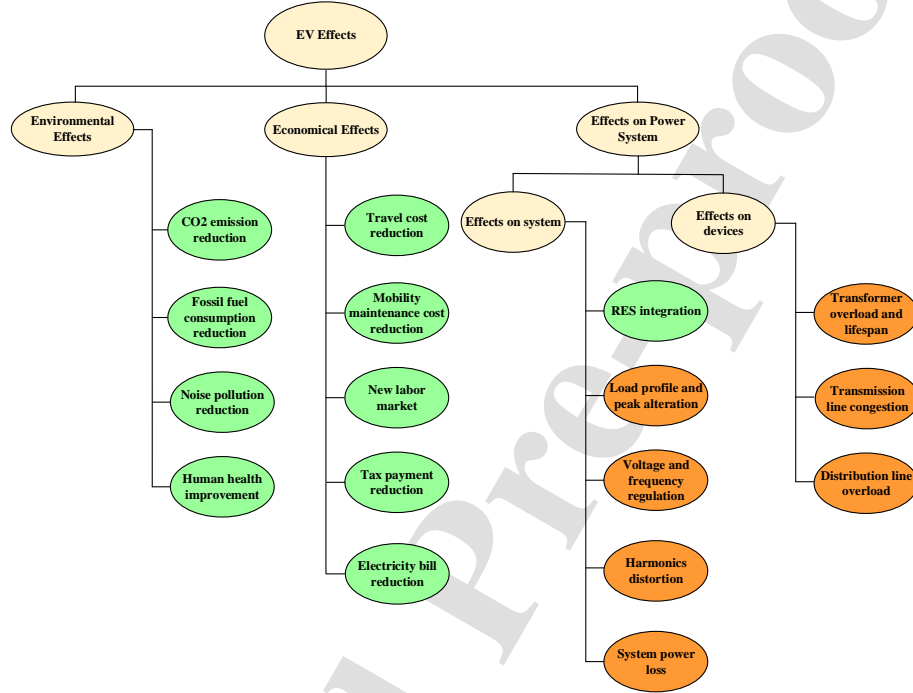 EV Effects
Environmental
Effects
Economical Effects
Effects on Power
System
CO2 emission
reduction
Fossil fuel
consumption
reduction
Noise pollution
reduction
Human health
improvement
Travel cost
reduction
Mobility
maintenance cost
reduction
New labor
market
Tax payment
reduction
Electricity bill
reduction
Effects on system
Effects on
devices
RES integration
Load profile and
peak alteration
Voltage and
frequency
regulation
Harmonics
distortion
System power
loss
Transformer
overload and
lifespan
Transmission
line congestion
Distribution line
overload
Pre-proo